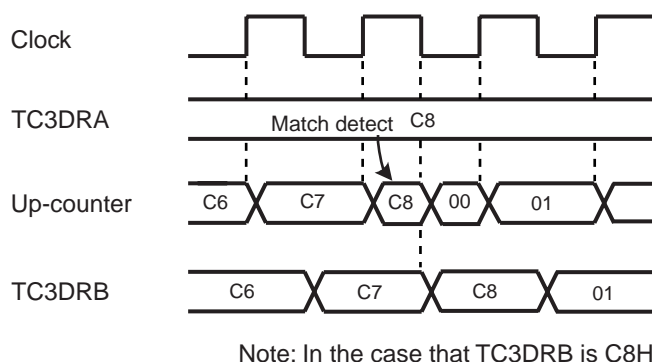 Clock
TC3DRA
Match detect C8
Up-counter C6 C7 C8 00 01
TC3DRB C6 C7 C8 01
Note: In the case that TC3DRB is C8H